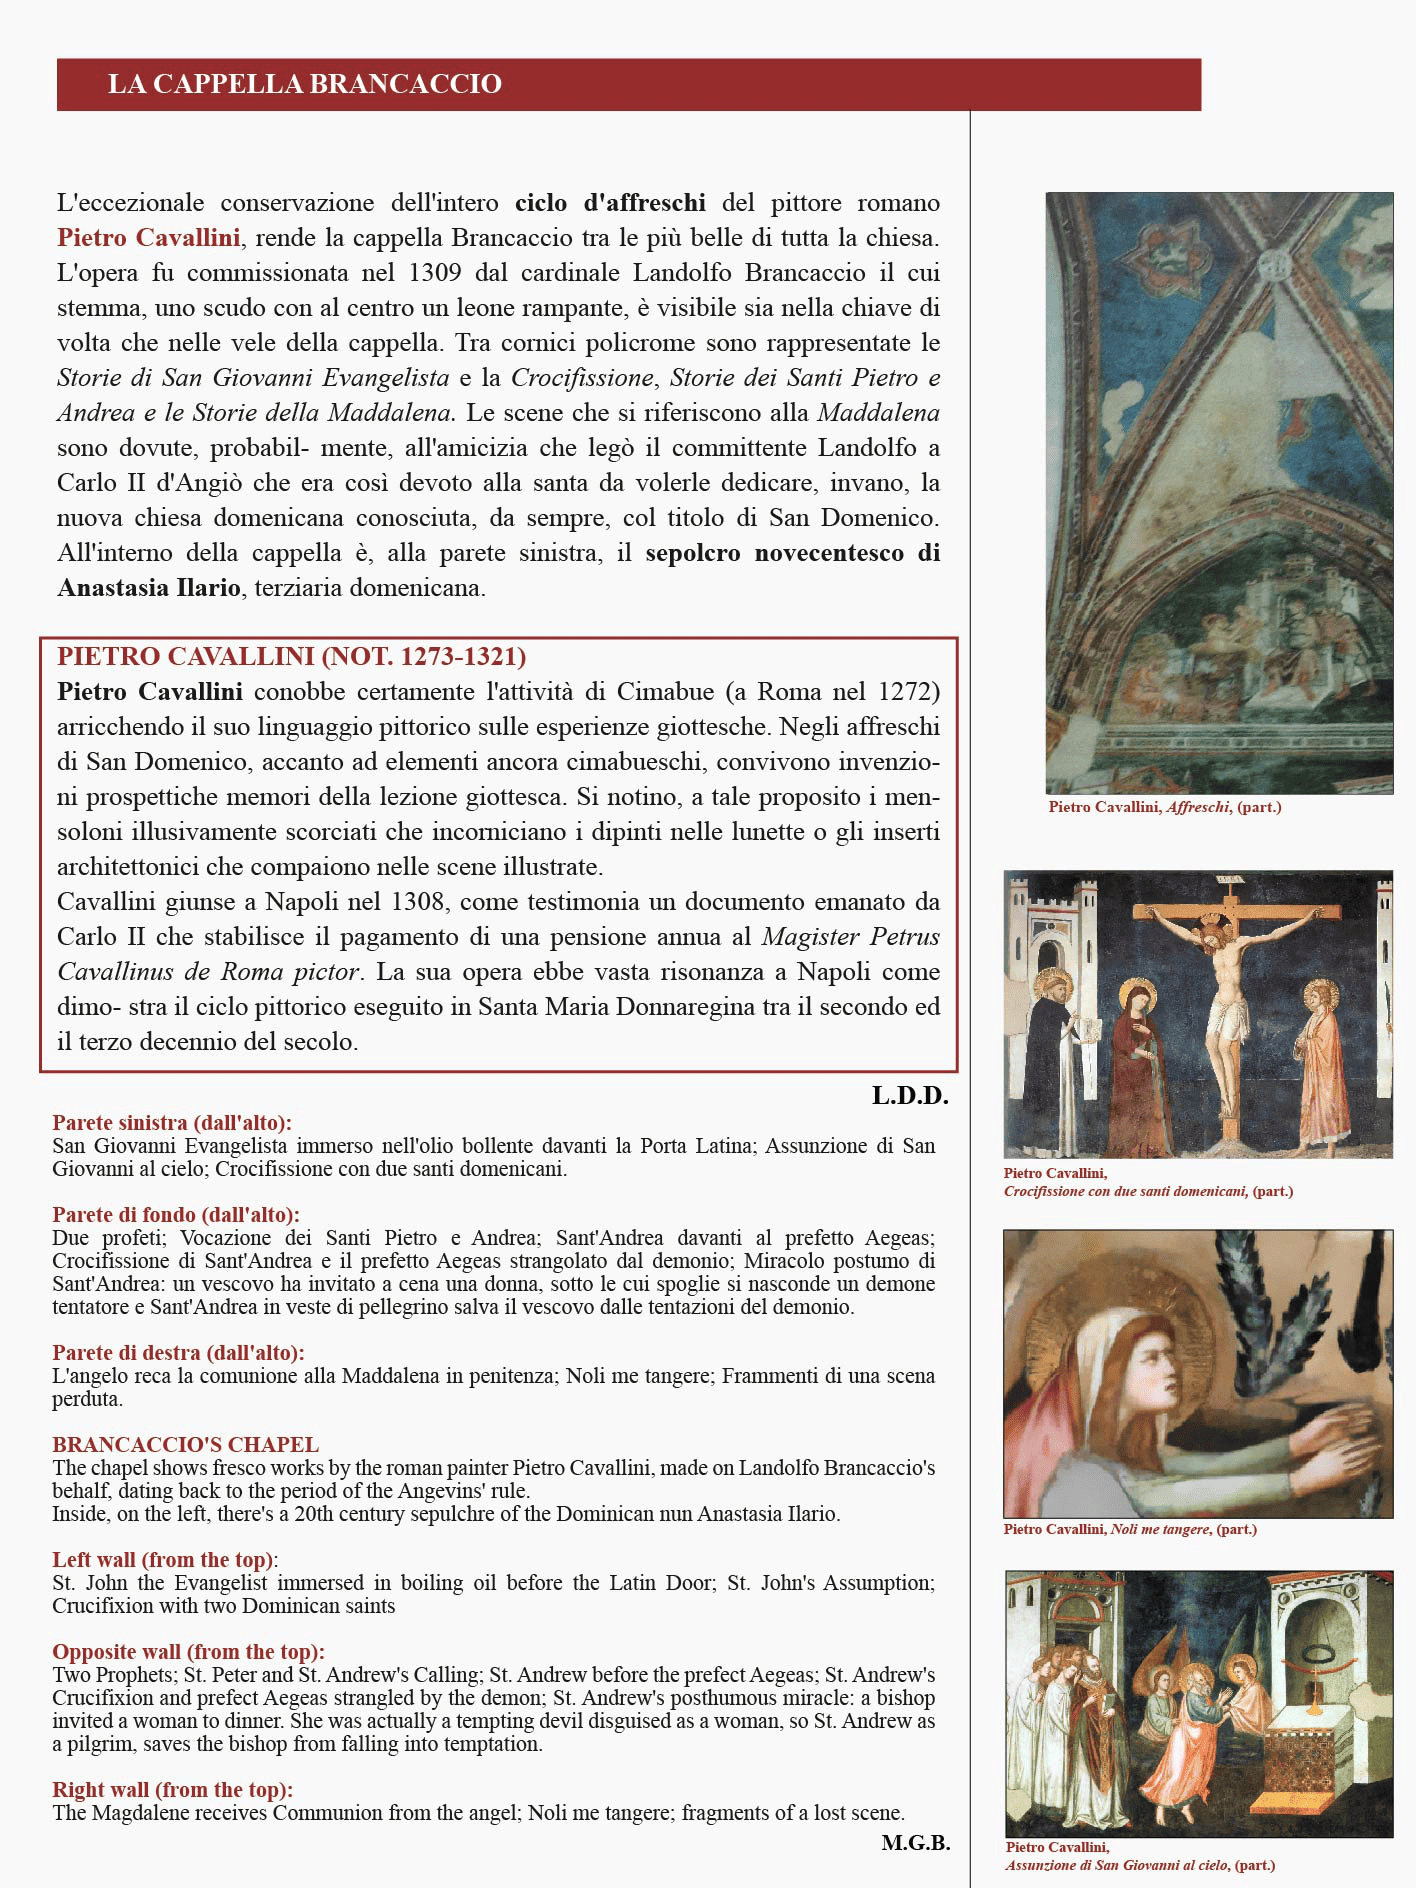 LA CAPPELLA BRANCACCIO
L'eccezionale conservazione dell'intero ciclo d'affreschi del pittore romano
Pietro Cavallini, rende la cappella Brancaccio tra le più belle di tutta la chiesa.
L'opera fu commissionata nel 1309 dal cardinale Landolfo Brancaccio il cui
stemma, uno scudo con al centro un leone rampante, è visibile sia nella chiave di
volta che nelle vele della cappella. Tra cornici policrome sono rappresentate le
Storie di San Giovanni Evangelista e la Crocifissione, Storie dei Santi Pietro e
Andrea e le Storie della Maddalena. Le scene che si riferiscono alla Maddalena
sono dovute, probabil- mente, all'amicizia che legò il committente Landolfo a
Carlo II d'Angiò che era così devoto alla santa da volerle dedicare, invano, la
nuova chiesa domenicana conosciuta, da sempre, col titolo di San Domenico.
All'interno della cappella è, alla parete sinistra, il sepolcro novecentesco di
Anastasia Ilario, terziaria domenicana.
PIETRO CAVALLINI (NOT. 1273-1321)
Pietro Cavallini conobbe certamente l'attività di Cimabue (a Roma nel 1272)
arricchendo il suo linguaggio pittorico sulle esperienze giottesche. Negli affreschi
di San Domenico, accanto ad elementi ancora cimabueschi, convivono invenzio-
ni prospettiche memori della lezione giottesca. Si notino, a tale proposito i men-
soloni illusivamente scorciati che incorniciano i dipinti nelle lunette o gli inserti
architettonici che compaiono nelle scene illustrate.
Cavallini giunse a Napoli nel 1308, come testimonia un documento emanato da
Carlo II che stabilisce il pagamento di una pensione annua al Magister Petrus
Cavallinus de Roma pictor. La sua opera ebbe vasta risonanza a Napoli come
dimo- stra il ciclo pittorico eseguito in Santa Maria Donnaregina tra il secondo ed
il terzo decennio del secolo.
L.D.D.
Parete sinistra (dall'alto):
San Giovanni Evangelista immerso nell'olio bollente davanti la Porta Latina; Assunzione di San
Giovanni al cielo; Crocifissione con due santi domenicani.
Parete di fondo (dall'alto):
Due profeti; Vocazione dei Santi Pietro e Andrea; Sant'Andrea davanti al prefetto Aegeas;
Crocifissione di Sant'Andrea e il prefetto Aegeas strangolato dal demonio; Miracolo postumo di
Sant'Andrea: un vescovo ha invitato a cena una donna, sotto le cui spoglie si nasconde un demone
tentatore e Sant'Andrea in veste di pellegrino salva il vescovo dalle tentazioni del demonio.
Parete di destra (dall'alto):
L'angelo reca la comunione alla Maddalena in penitenza; Noli me tangere; Frammenti di una scena
perduta.
BRANCACCIO'S CHAPEL
The chapel shows fresco works by the roman painter Pietro Cavallini, made on Landolfo Brancaccio's
behalf, dating back to the period of the Angevins' rule.
Inside, on the left, there's a 20th century sepulchre of the Dominican nun Anastasia Ilario.
Left wall (from the top):
St. John the Evangelist immersed in boiling oil before the Latin Door; St. John's Assumption;
Crucifixion with two Dominican saints
Opposite wall (from the top):
Two Prophets; St. Peter and St. Andrew's Calling; St. Andrew before the prefect Aegeas; St. Andrew's
Crucifixion and prefect Aegeas strangled by the demon; St. Andrew's posthumous miracle: a bishop
invited a woman to dinner. She was actually a tempting devil disguised as a woman, so St. Andrew as
a pilgrim, saves the bishop from falling into temptation.
Right wall (from the top):
The Magdalene receives Communion from the angel; Noli me tangere; fragments of a lost scene.
M.G.B.
Pietro Cavallini, Affreschi, (part.)
Pietro Cavallini,
Crocifissione con due santi domenicani, (part.)
Pietro Cavallini, Noli me tangere, (part.)
Pietro Cavallini,
Assunzione di San Giovanni al cielo, (part.)